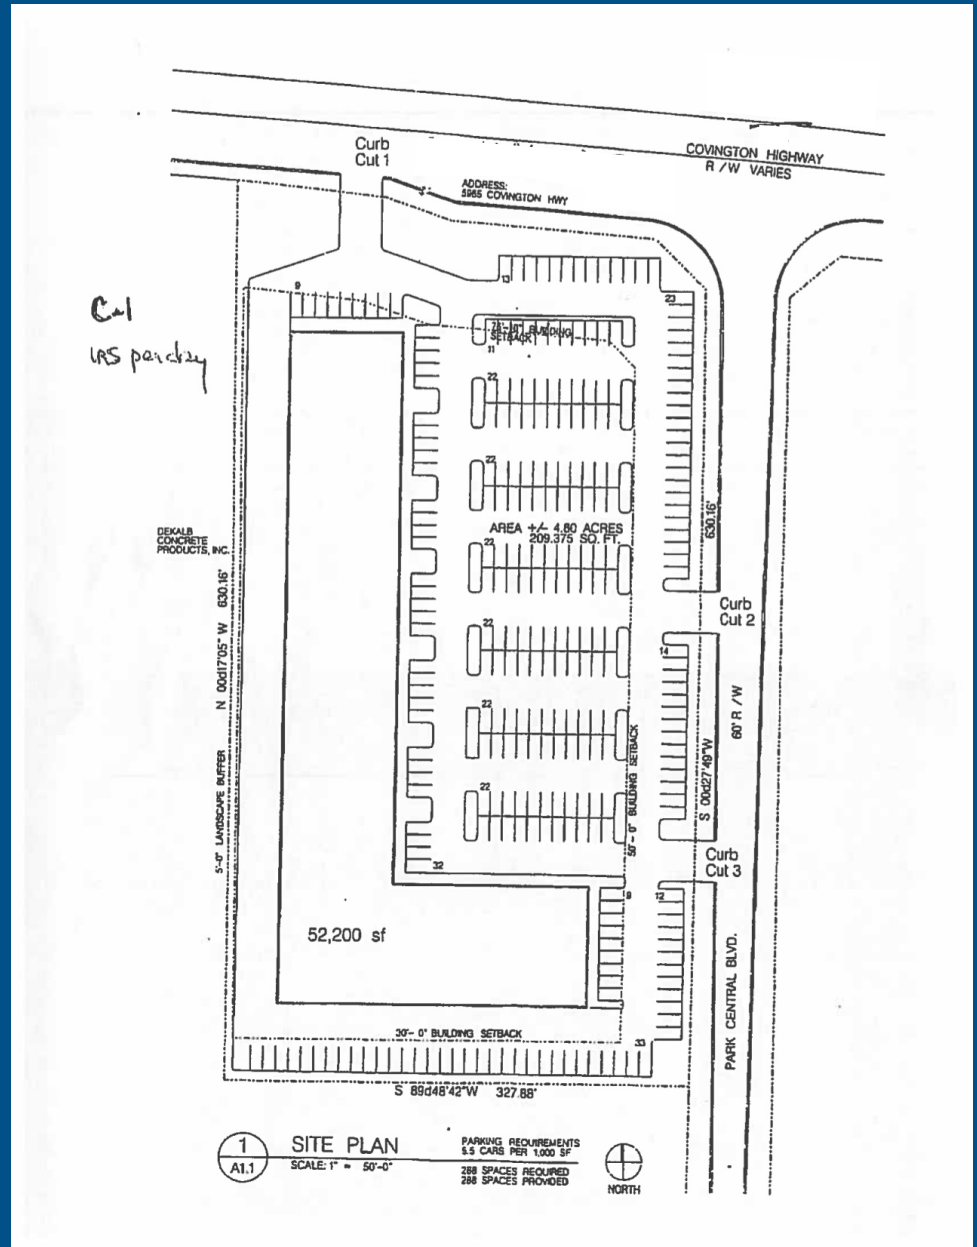 Curb
Cut 1
COVINGTON HIGHWAY
R/W VARIES
ADDRESS:
5965 COVINGTON HWY
13
9
23
25'-0" BUILDING
SETBACK
11
22
22
AREA +/- 4.80 ACRES
209,375 SQ. FT.
22
DEKALB
CONCRETE
PRODUCTS, INC.
N 00d17'05" W 630.16'
5'-0" LANDSCAPE BUFFER
630.16'
Curb
Cut 2
22
14
60' R/W
S 00d27'49"W
22
50'-0" BUILDING SETBACK
22
Curb
Cut 3
32
9
12
52,200 sf
PARK CENTRAL BLVD.
30'-0" BUILDING SETBACK
33
S 89d48'42"W 327.88'
1
A1.1
SITE PLAN
SCALE: 1" = 50'-0"
PARKING REQUIREMENTS
5.5 CARS PER 1,000 SF
288 SPACES REQUIRED
288 SPACES PROVIDED
NORTH